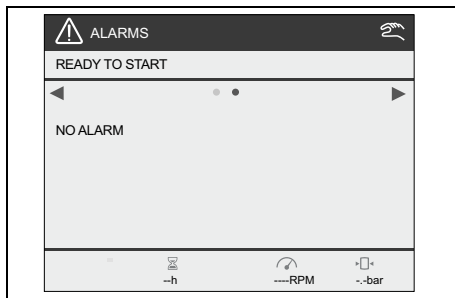 ALARMS
READY TO START
NO ALARM
--h
----RPM
-.-bar